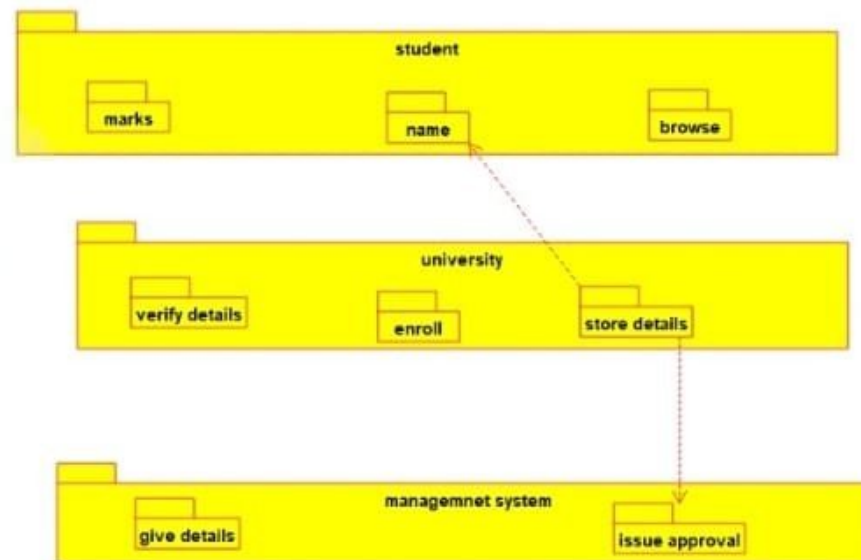 student
marks
name
browse
university
verify details
enroll
store details
managemnet system
give details
issue approval